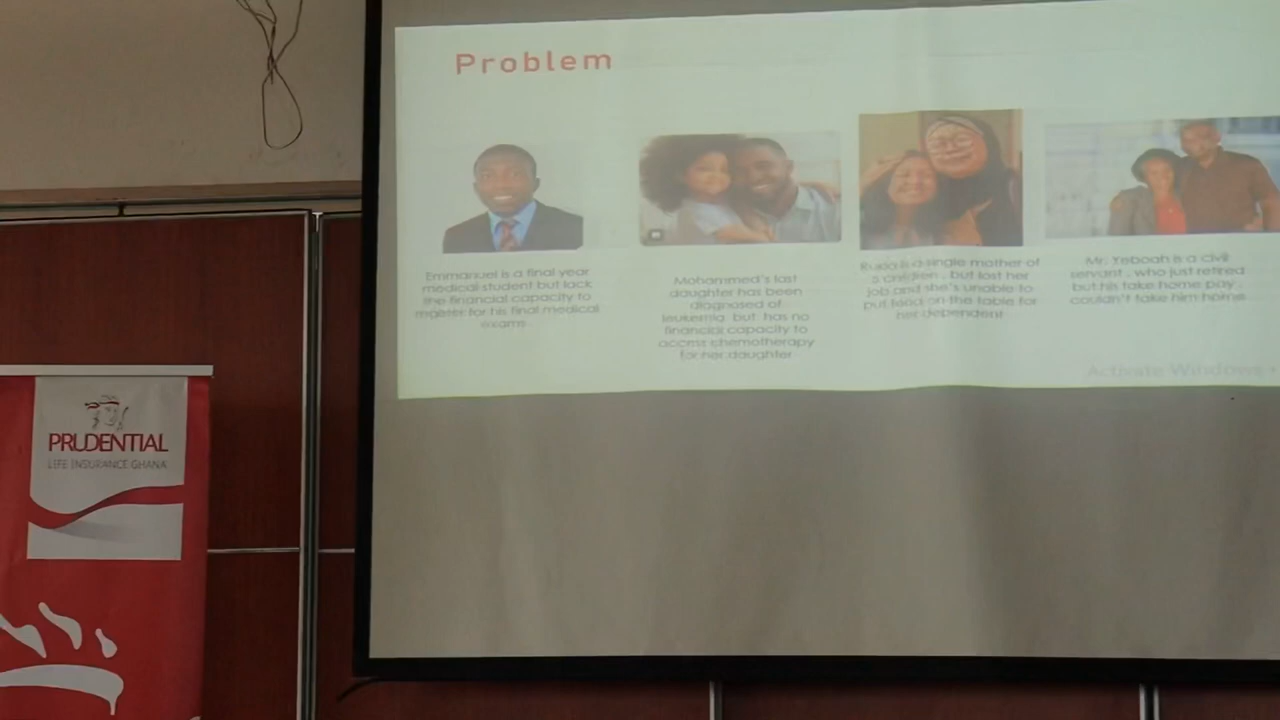 Problem
Emmanuel is a final year
medical student but lack
the financial capacity to
register for his final medical
exams
Mohammed's last
daughter has been
diagnosed of
leukemia but has no
financial capacity to
access chemotherapy
for her daughter
is a single mother of
children, but lost her
job and she's unable to
put food on the table for
her dependent
Mr. Yeboah is a civil
servant, who just retired
but his take home pay
couldn't take him home
Activate Windows
PRUDENTIAL
LIFE INSURANCE GHANA